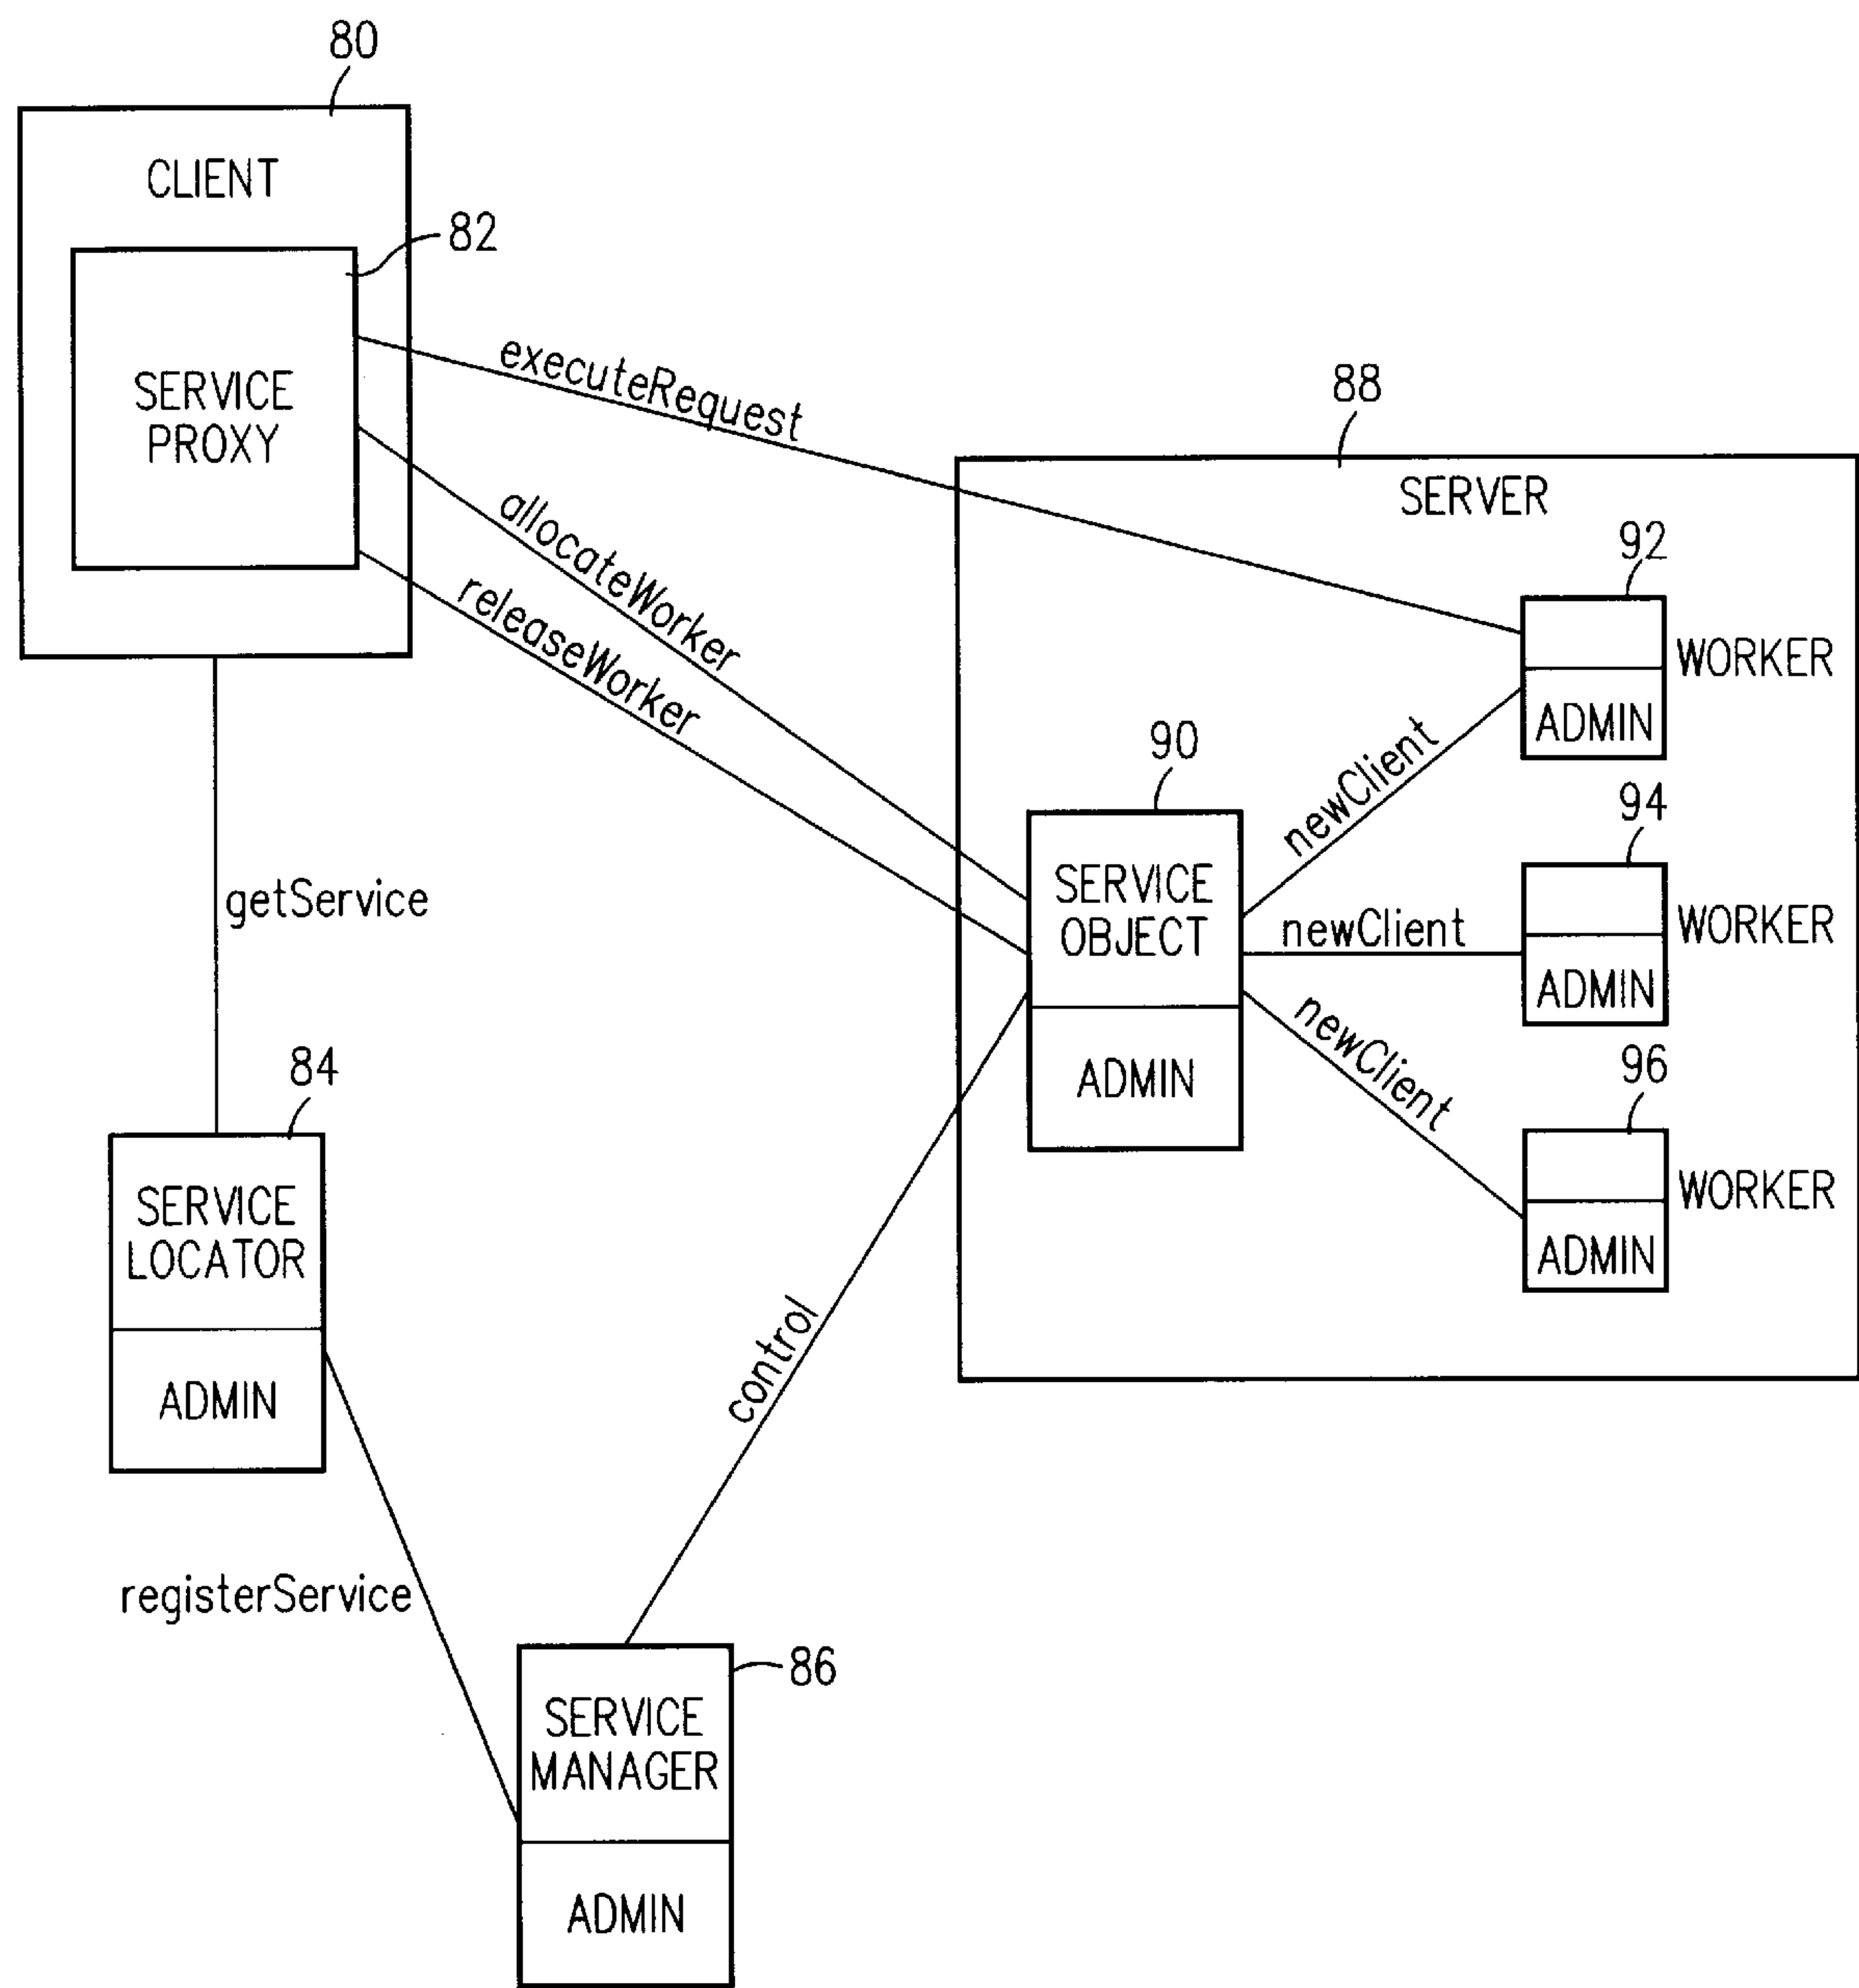 80
CLIENT
82
SERVICE
PROXY
executeRequest
allocateWorker
releaseWorker
88
SERVER
92
WORKER
ADMIN
90
newClient
94
SERVICE
OBJECT
newClient
WORKER
ADMIN
ADMIN
newClient
96
WORKER
ADMIN
getService
84
SERVICE
LOCATOR
ADMIN
control
registerService
86
SERVICE
MANAGER
ADMIN